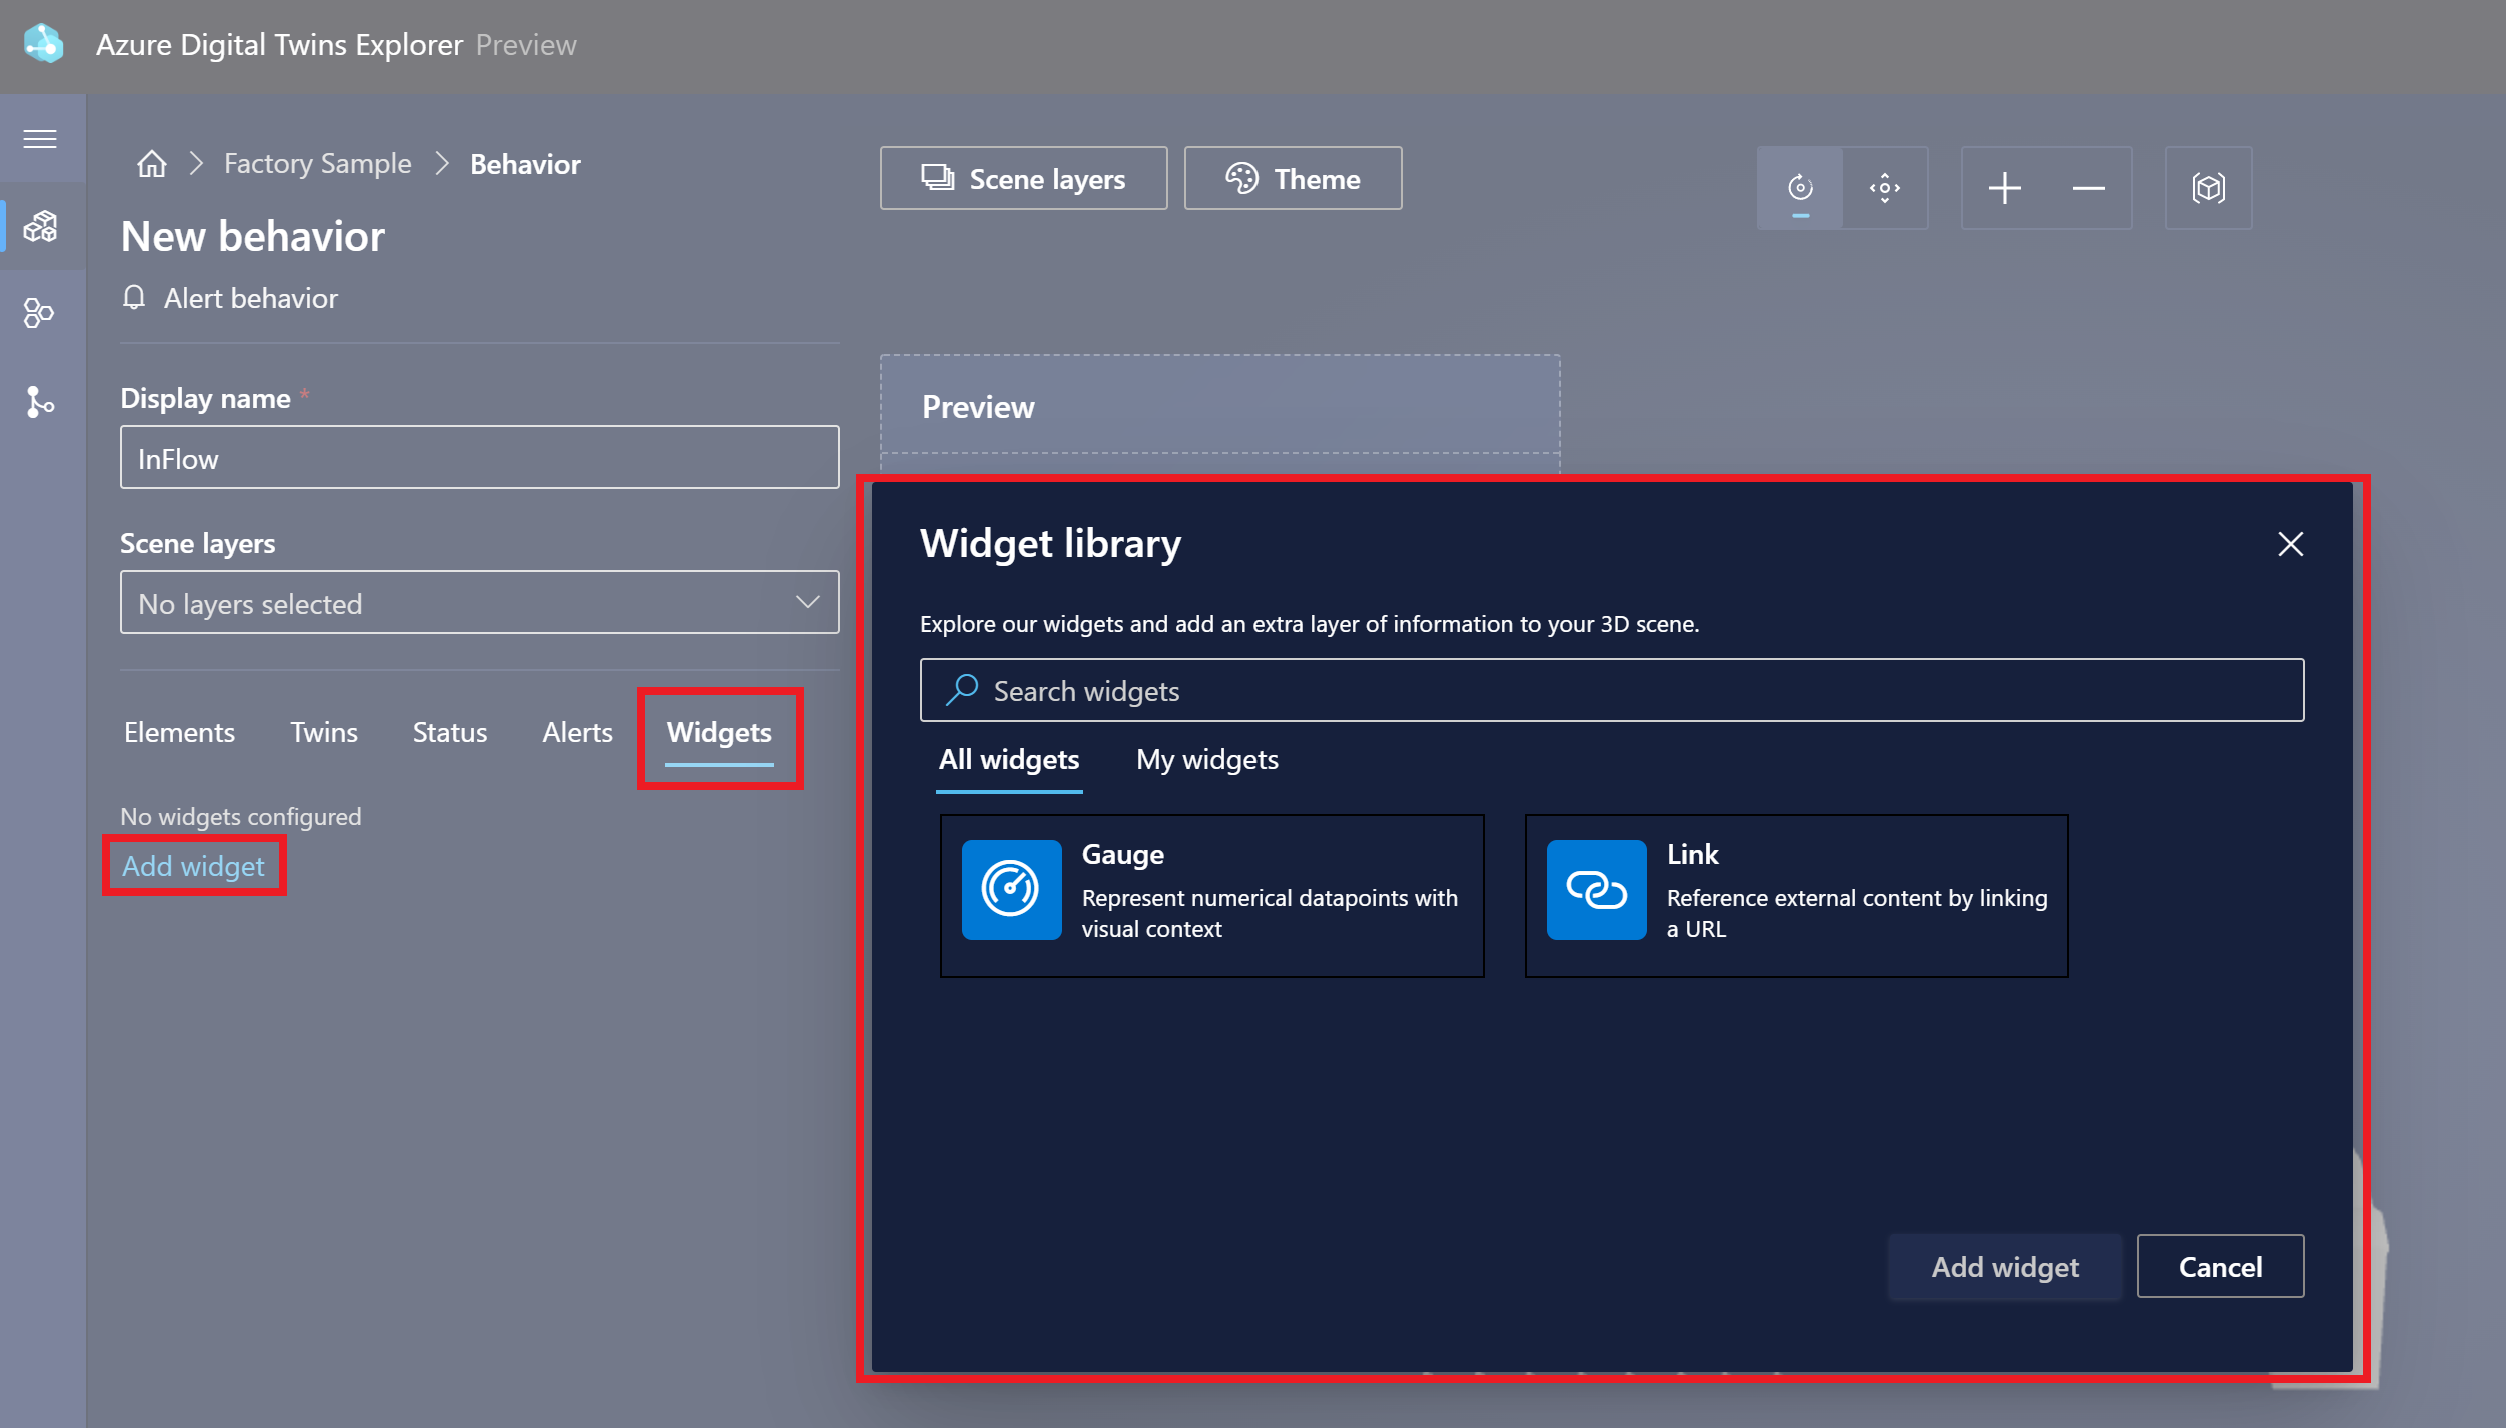 Azure Digital Twins Explorer Preview
Factory Sample
Behavior
New behavior
Alert behavior
Display name *
InFlow
Scene layers
No layers selected
Elements
Twins
Status
Alerts
Widgets
No widgets configured
Add widget
Scene layers
Theme
Preview
Widget library
Explore our widgets and add an extra layer of information to your 3D scene.
Search widgets
All widgets
My widgets
Gauge
Represent numerical datapoints with
visual context
Link
Reference external content by linking
a URL
Add widget
Cancel